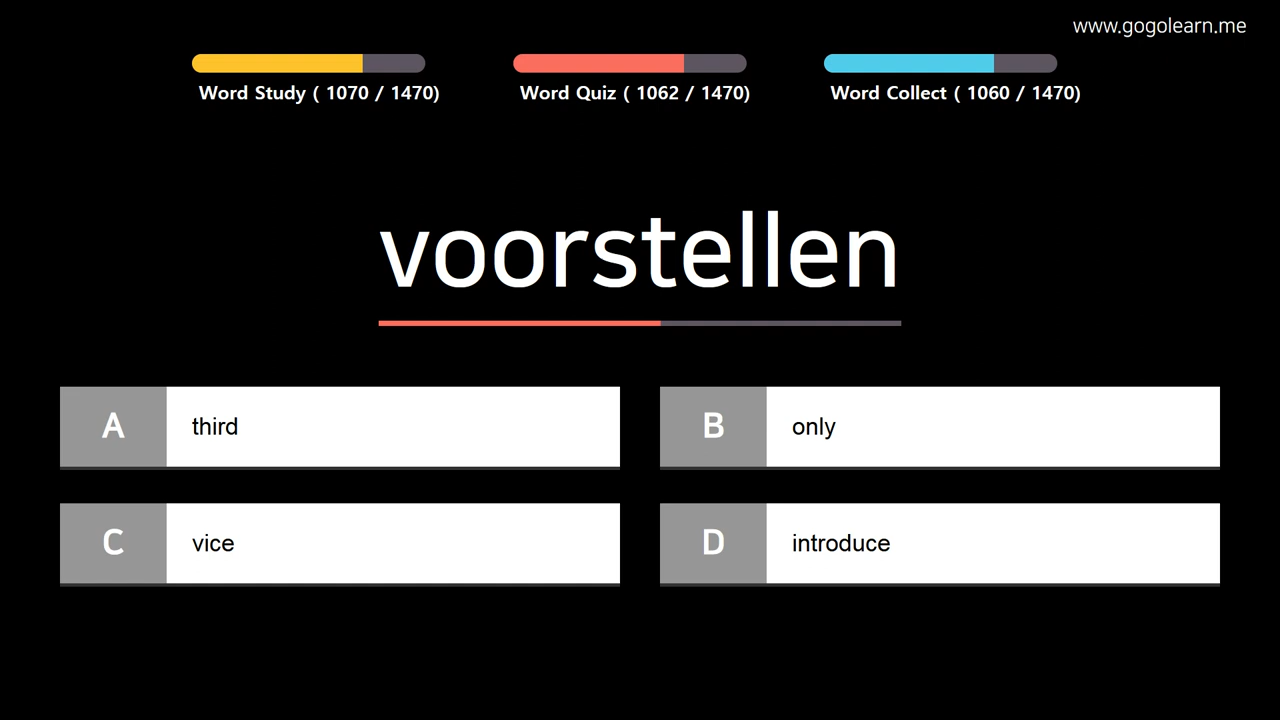 www.gogolearn.me
Word Study ( 1070 / 1470)
Word Quiz ( 1062 / 1470)
Word Collect ( 1060 / 1470)
voorstellen
A third
B only
C vice
D introduce